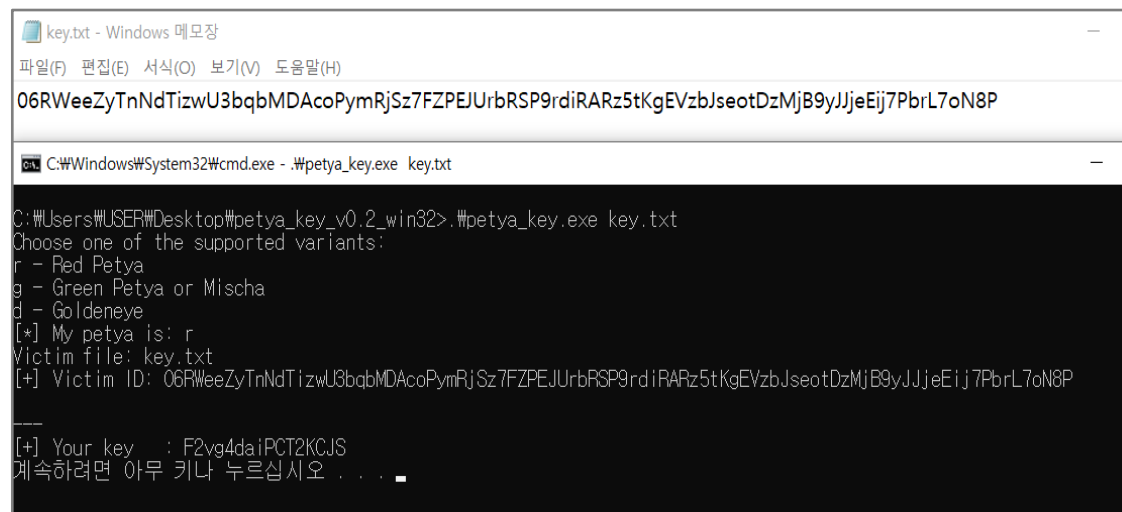 key.txt - Windows 메모장
파일(F) 편집(E) 서식(O) 보기(V) 도움말(H)
06RWeeZyTnNdTizwU3bqbMDAcoPymRjSz7FZPEJUrbRSP9rdiRARz5tKgEVzbJseotDzMjB9yJJjeEij7PbrL7oN8P
C:₩Windows₩System32₩cmd.exe - .₩petya_key.exe key.txt
C:₩Users₩USER₩Desktop₩petya_key_v0.2_win32>.₩petya_key.exe key.txt
Choose one of the supported variants:
r - Red Petya
g - Green Petya or Mischa
d - Goldeneye
[*] My petya is: r
Victim file: key.txt
[+] Victim ID: 06RWeeZyTnNdTizwU3bqbMDAcoPymRjSz7FZPEJUrbRSP9rdiRARz5tKgEVzbJseotDzMjB9yJJjeEij7PbrL7oN8P
---
[+] Your key : F2vg4daiPCT2KCJS
계속하려면 아무 키나 누르십시오 . . .